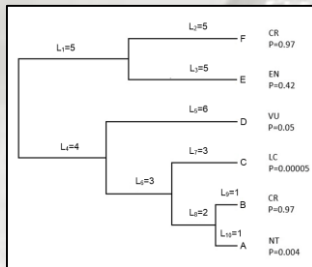 L₂=5 F CR
P=0.97
L₁=5
L₃=5 E EN
P=0.42
L₅=6 D VU
P=0.05
L₄=4
L₇=3 C LC
P=0.00005
L₆=3
L₉=1 B CR
P=0.97
L₈=2
L₁₀=1 A NT
P=0.004